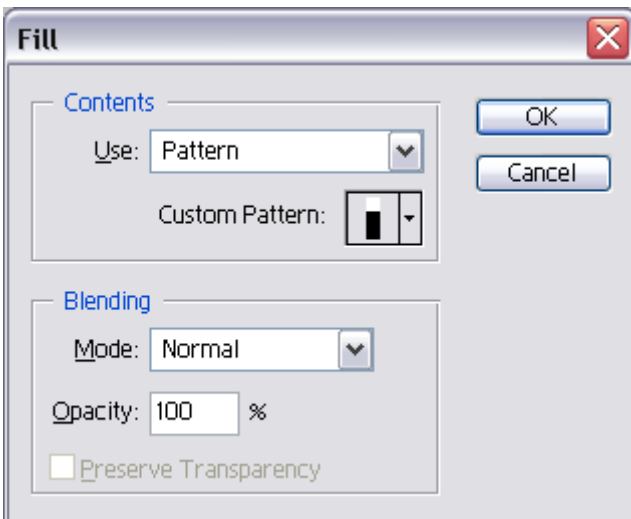 Fill
Contents
Use: Pattern
Custom Pattern:
OK
Cancel
Blending
Mode: Normal
Opacity: 100 %
Preserve Transparency